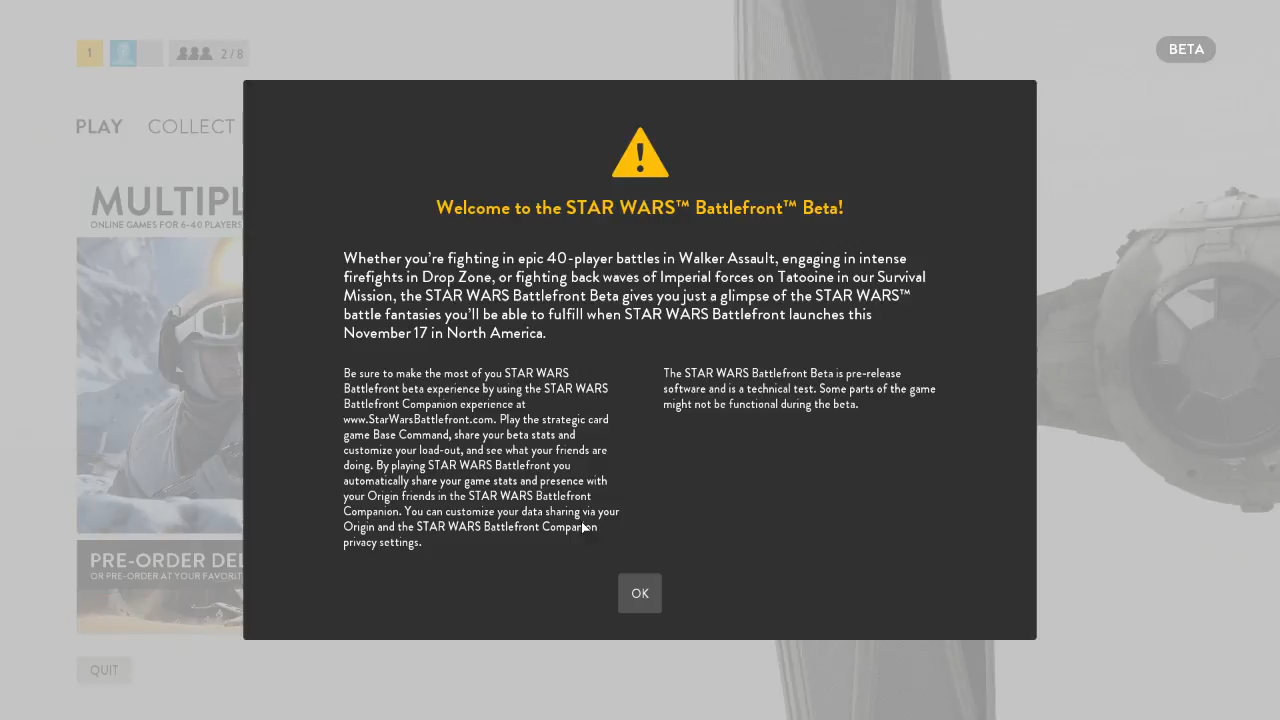 1
2 / 8
BETA
PLAY COLLECT
MULTIPL
ONLINE GAMES FOR 6-40 PLAYERS
Welcome to the STAR WARS™ Battlefront™ Beta!
Whether you're fighting in epic 40-player battles in Walker Assault, engaging in intense
firefights in Drop Zone, or fighting back waves of Imperial forces on Tatooine in our Survival
Mission, the STAR WARS Battlefront Beta gives you just a glimpse of the STAR WARS™
battle fantasies you'll be able to fulfill when STAR WARS Battlefront launches this
November 17 in North America.
Be sure to make the most of you STAR WARS
Battlefront beta experience by using the STAR WARS
Battlefront Companion experience at
www.StarWarsBattlefront.com. Play the strategic card
game Base Command, share your beta stats and
customize your load-out, and see what your friends are
doing. By playing STAR WARS Battlefront you
automatically share your game stats and presence with
your Origin friends in the STAR WARS Battlefront
Companion. You can customize your data sharing via your
Origin and the STAR WARS Battlefront Companion
privacy settings.
The STAR WARS Battlefront Beta is pre-release
software and is a technical test. Some parts of the game
might not be functional during the beta.
PRE-ORDER DEL
OR PRE-ORDER AT YOUR FAVORIT
OK
QUIT